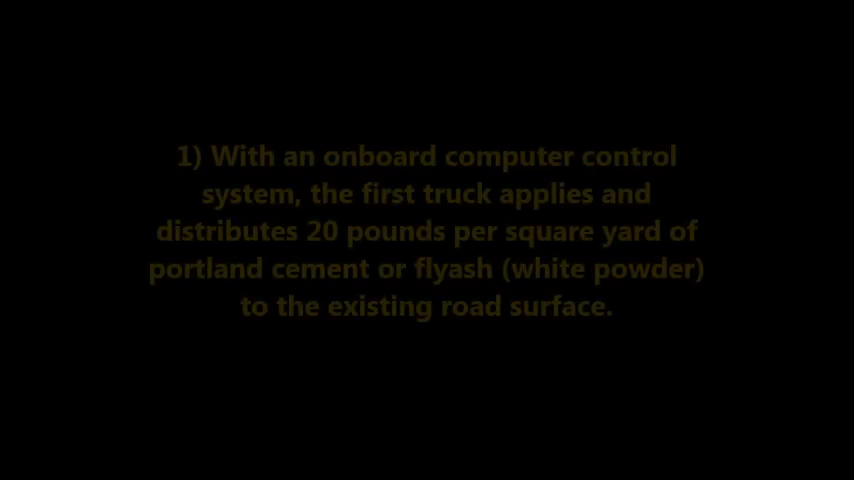 1) With an onboard computer control
system, the first truck applies and
distributes 20 pounds per square yard of
portland cement or flyash (white powder)
to the existing road surface.